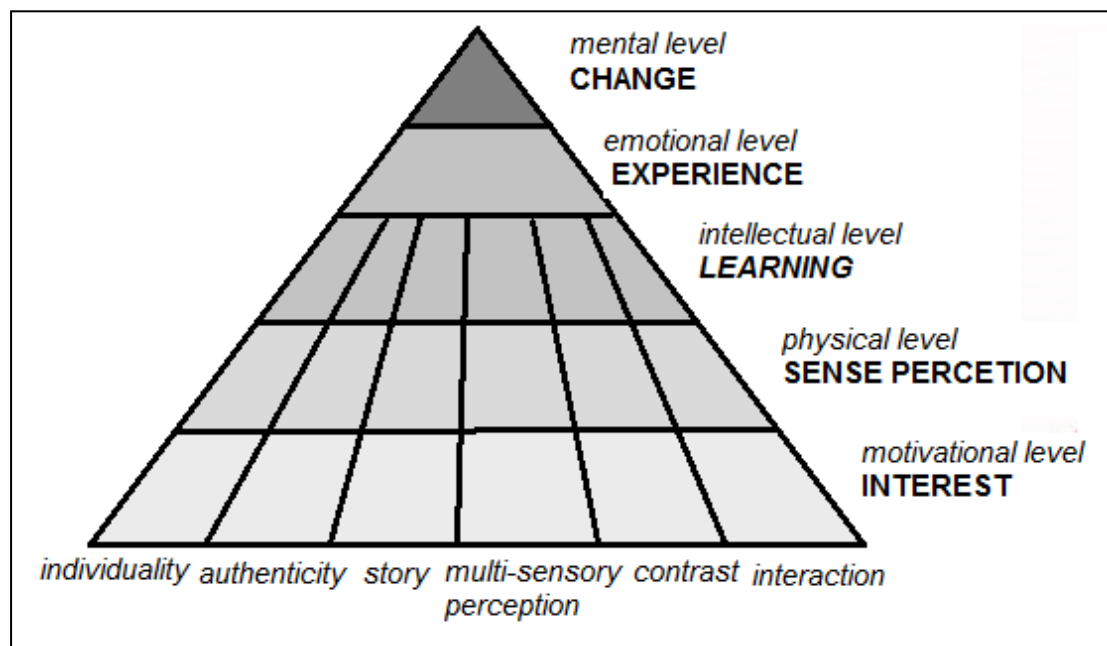 mental level
CHANGE
emotional level
EXPERIENCE
intellectual level
LEARNING
physical level
SENSE PERCETION
motivational level
INTEREST
individuality authenticity story multi-sensory contrast interaction
perception